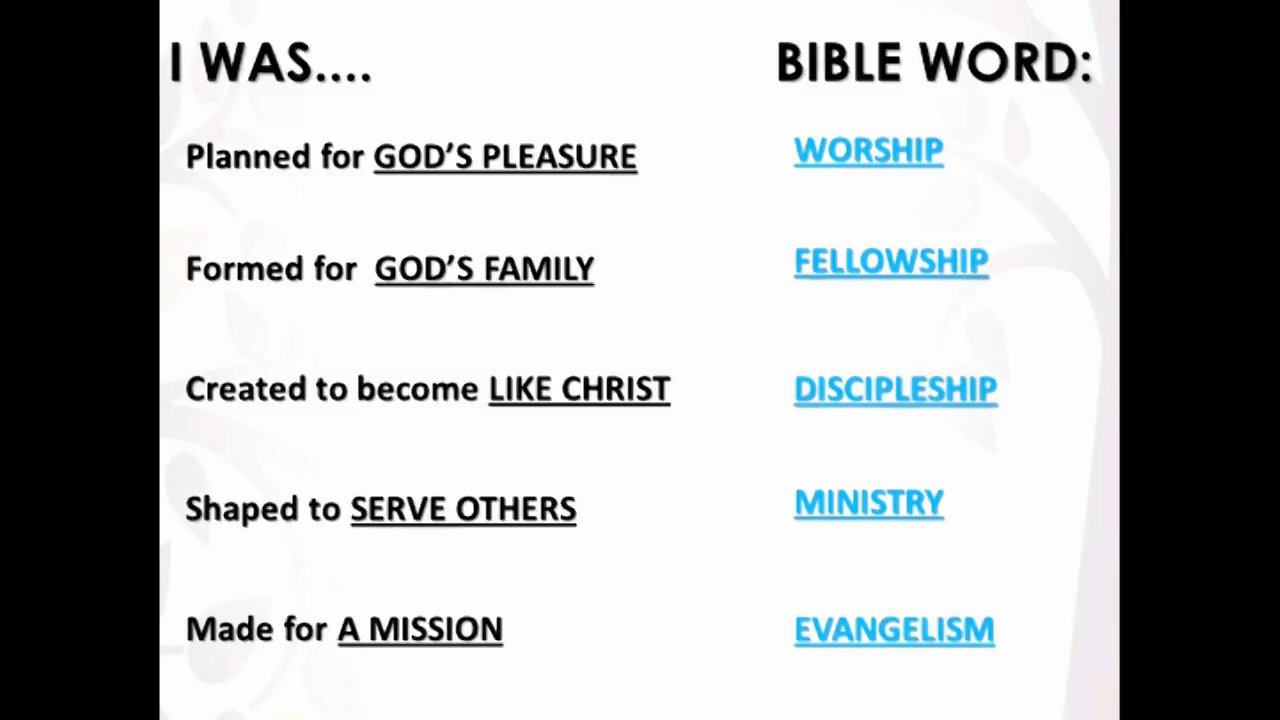 I WAS.... BIBLE WORD:
Planned for GOD’S PLEASURE WORSHIP
Formed for GOD’S FAMILY FELLOWSHIP
Created to become LIKE CHRIST DISCIPLESHIP
Shaped to SERVE OTHERS MINISTRY
Made for A MISSION EVANGELISM